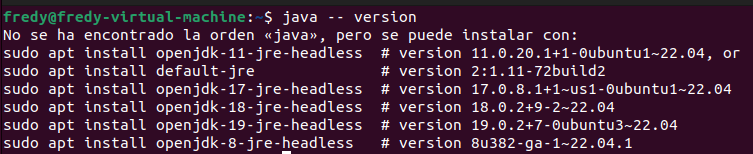 fredy@fredy-virtual-machine:~$ java -- version
No se ha encontrado la orden «java», pero se puede instalar con:
sudo apt install openjdk-11-jre-headless  # version 11.0.20.1+1-0ubuntu1~22.04, or
sudo apt install default-jre              # version 2:1.11-72build2
sudo apt install openjdk-17-jre-headless  # version 17.0.8.1+1~us1-0ubuntu1~22.04
sudo apt install openjdk-18-jre-headless  # version 18.0.2+9-2~22.04
sudo apt install openjdk-19-jre-headless  # version 19.0.2+7-0ubuntu3~22.04
sudo apt install openjdk-8-jre-headless   # version 8u382-ga-1~22.04.1